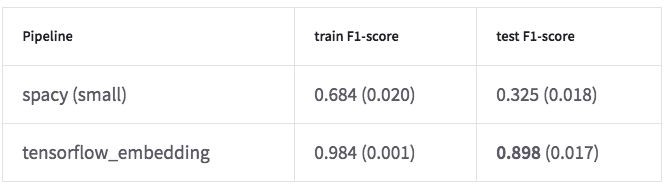 Pipeline train F1-score test F1-score
spacy (small) 0.684 (0.020) 0.325 (0.018)
tensorflow_embedding 0.984 (0.001) 0.898 (0.017)